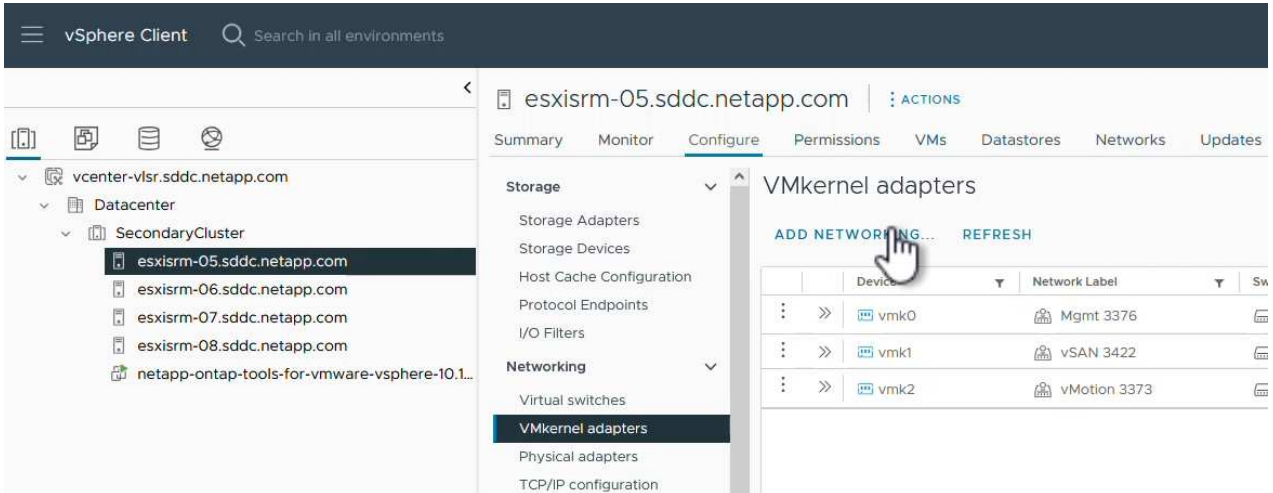 vSphere Client Search in all environments
esxisrm-05.sddc.netapp.com ACTIONS
Summary Monitor Configure Permissions VMs Datastores Networks Updates
vcenter-vlsr.sddc.netapp.com
Datacenter
SecondaryCluster
esxisrm-05.sddc.netapp.com
esxisrm-06.sddc.netapp.com
esxisrm-07.sddc.netapp.com
esxisrm-08.sddc.netapp.com
netapp-ontap-tools-for-vmware-vsphere-10.1...
Storage
Storage Adapters
Storage Devices
Host Cache Configuration
Protocol Endpoints
I/O Filters
Networking
Virtual switches
VMkernel adapters
Physical adapters
TCP/IP configuration
VMkernel adapters
ADD NETWORKING... REFRESH
Device Network Label Sw
vmk0 Mgmt 3376
vmk1 vSAN 3422
vmk2 vMotion 3373